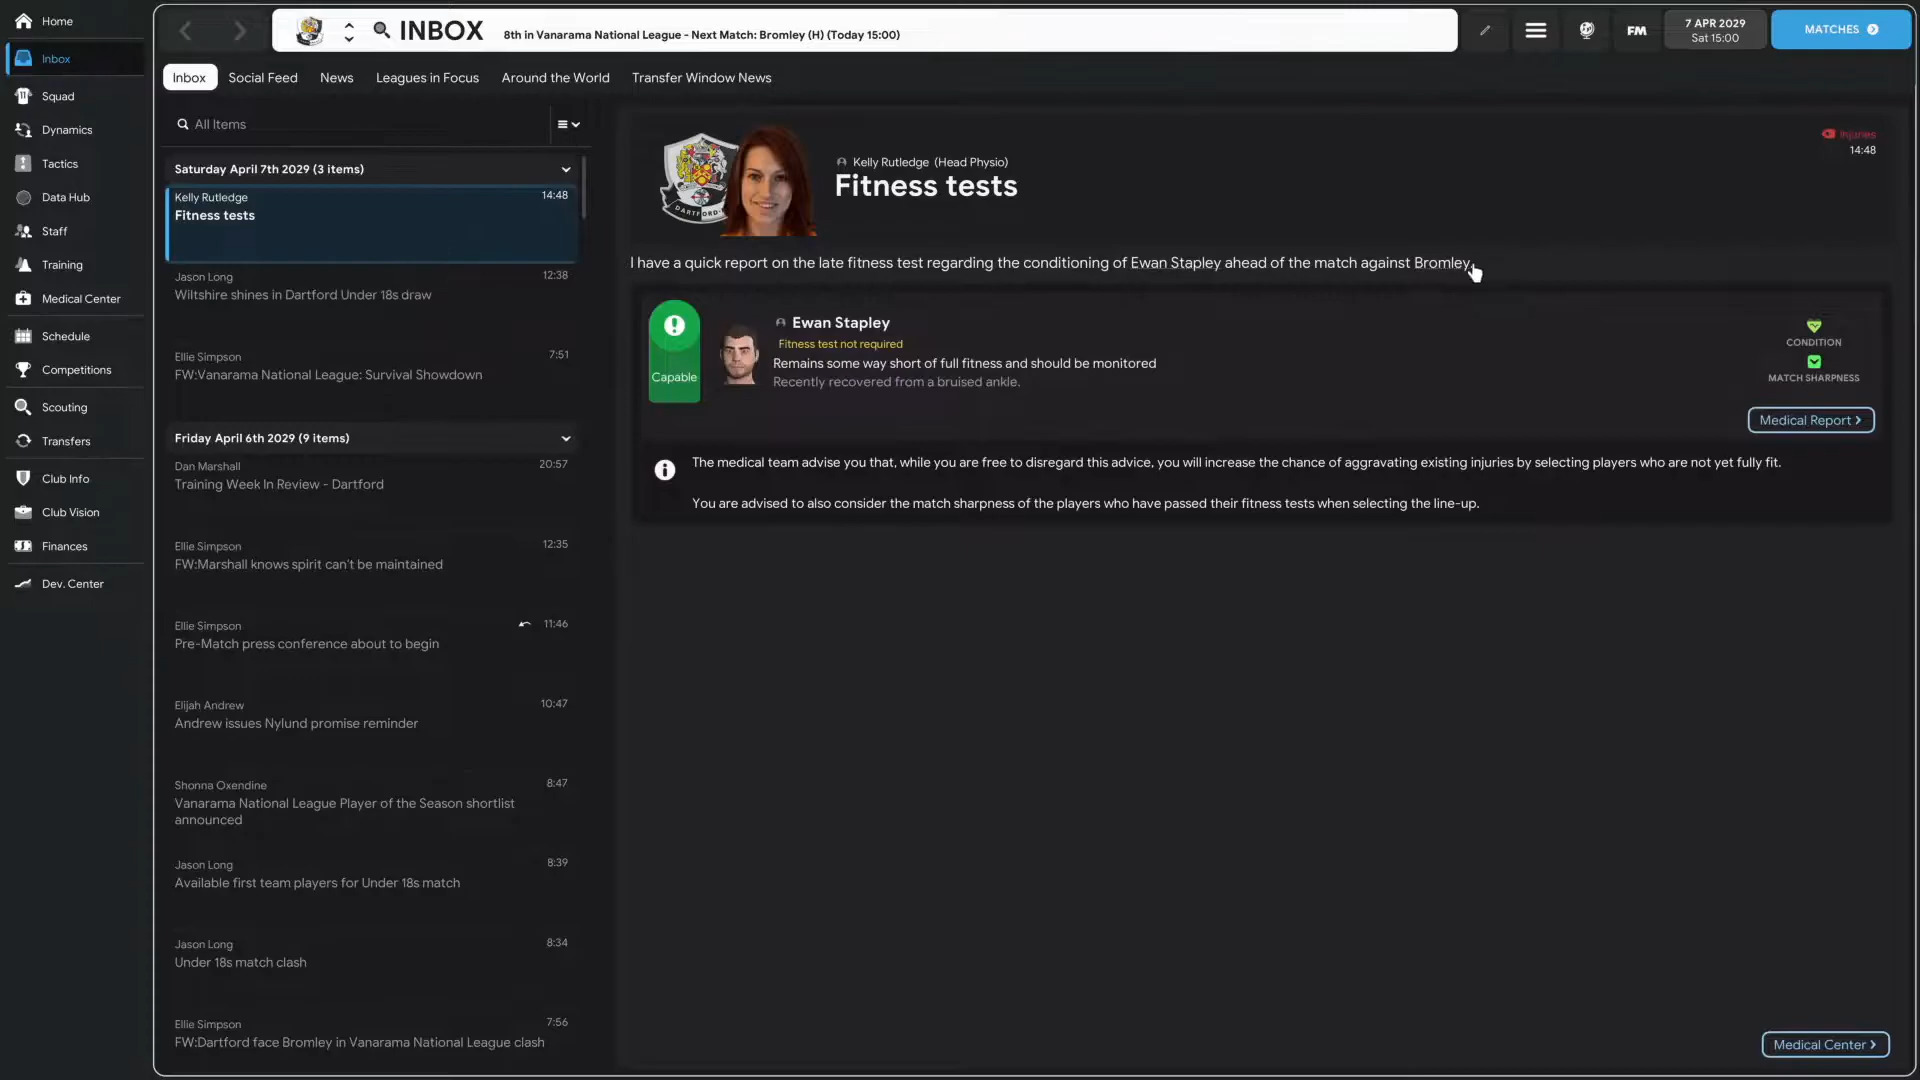 Home
Inbox
Squad
Dynamics
Tactics
Data Hub
Staff
Training
Medical Center
Schedule
Competitions
Scouting
Transfers
Club Info
Club Vision
Finances
Dev. Center
INBOX
8th in Vanarama National League - Next Match: Bromley (H) (Today 15:00)
FM
7 APR 2029
Sat 15:00
MATCHES
Inbox
Social Feed
News
Leagues in Focus
Around the World
Transfer Window News
All Items
Saturday April 7th 2029 (3 items)
Kelly Rutledge 14:48
Fitness tests
Jason Long 12:38
Wiltshire shines in Dartford Under 18s draw
Ellie Simpson 7:51
FW:Vanarama National League: Survival Showdown
Friday April 6th 2029 (9 items)
Dan Marshall 20:57
Training Week In Review - Dartford
Ellie Simpson 12:35
FW:Marshall knows spirit can't be maintained
Ellie Simpson 11:46
Pre-Match press conference about to begin
Elijah Andrew 10:47
Andrew issues Nylund promise reminder
Shonna Oxendine 8:47
Vanarama National League Player of the Season shortlist
announced
Jason Long 8:39
Available first team players for Under 18s match
Jason Long 8:34
Under 18s match clash
Ellie Simpson 7:56
FW:Dartford face Bromley in Vanarama National League clash
DARTFORD
Kelly Rutledge (Head Physio)
Fitness tests
Injuries
14:48
I have a quick report on the late fitness test regarding the conditioning of Ewan Stapley ahead of the match against Bromley.
Capable
Ewan Stapley
Fitness test not required
Remains some way short of full fitness and should be monitored
Recently recovered from a bruised ankle.
CONDITION
MATCH SHARPNESS
Medical Report >
The medical team advise you that, while you are free to disregard this advice, you will increase the chance of aggravating existing injuries by selecting players who are not yet fully fit.
You are advised to also consider the match sharpness of the players who have passed their fitness tests when selecting the line-up.
Medical Center >